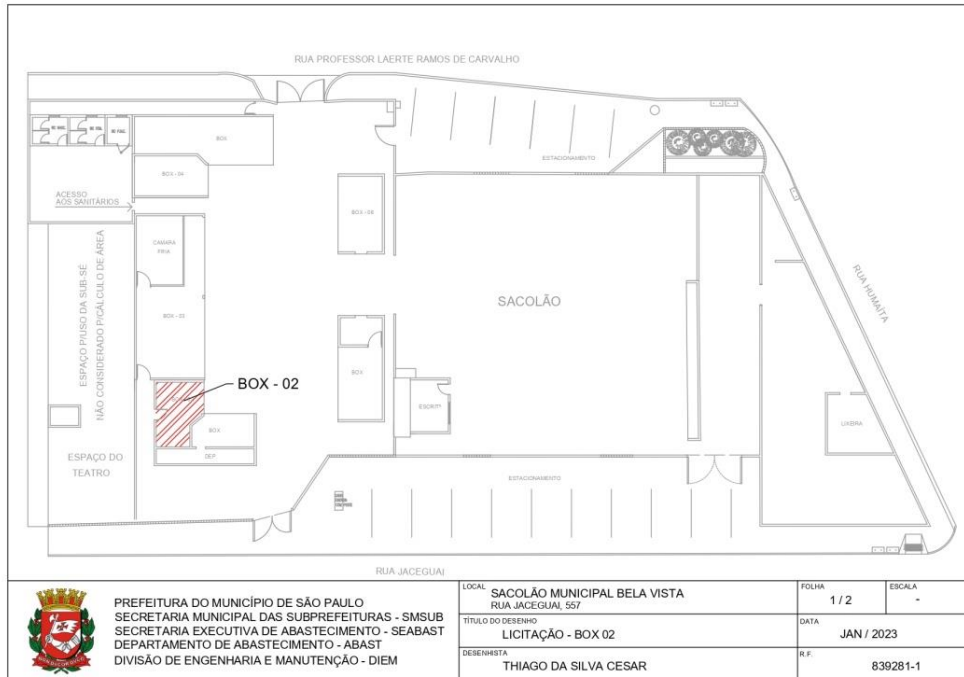 RUA PROFESSOR LAERTE RAMOS DE CARVALHO
BOX
BOX - 04
ESTACIONAMENTO
ACESSO
AOS SANITÁRIOS
BOX - 08
CAMARA
FRIA
SACOLÃO
RUA HUMAÍTA
ESPAÇO P/USO DA SUB-SÉ
NÃO CONSIDERADO P/CÁLCULO DE ÁREA
BOX - 03
BOX - 02
BOX
BOX
ESCRITº
LIXEIRA
DEP.
ESPAÇO DO
TEATRO
ESTACIONAMENTO
RUA JACEGUAI
PREFEITURA DO MUNICÍPIO DE SÃO PAULO
SECRETARIA MUNICIPAL DAS SUBPREFEITURAS - SMSUB
SECRETARIA EXECUTIVA DE ABASTECIMENTO - SEABAST
DEPARTAMENTO DE ABASTECIMENTO - ABAST
DIVISÃO DE ENGENHARIA E MANUTENÇÃO - DIEM
LOCAL
SACOLÃO MUNICIPAL BELA VISTA
RUA JACEGUAI, 557
FOLHA
1 / 2
ESCALA
-
TÍTULO DO DESENHO
LICITAÇÃO - BOX 02
DATA
JAN / 2023
DESENHISTA
THIAGO DA SILVA CESAR
R.F.
839281-1